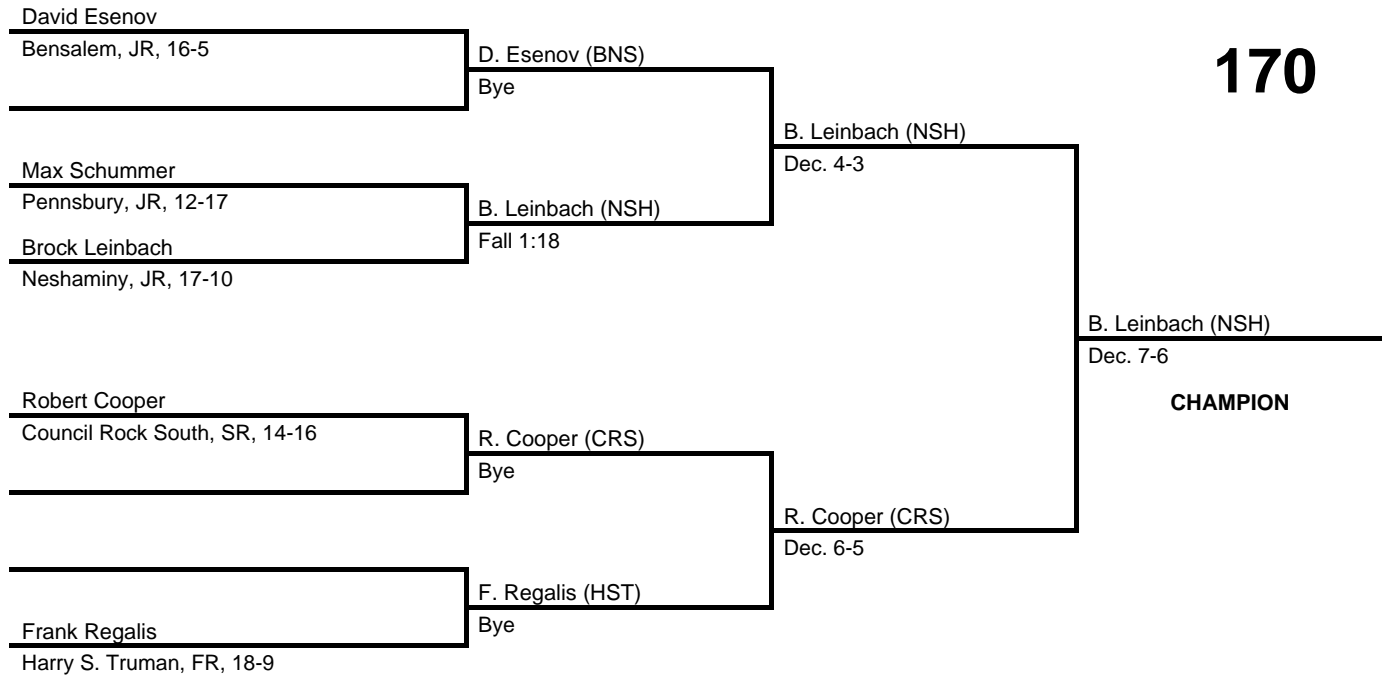 David Esenov
Bensalem, JR, 16-5
D. Esenov (BNS)
Bye
170
B. Leinbach (NSH)
Dec. 4-3
Max Schummer
Pennsbury, JR, 12-17
B. Leinbach (NSH)
Fall 1:18
Brock Leinbach
Neshaminy, JR, 17-10
B. Leinbach (NSH)
Dec. 7-6
CHAMPION
Robert Cooper
Council Rock South, SR, 14-16
R. Cooper (CRS)
Bye
R. Cooper (CRS)
Dec. 6-5
F. Regalis (HST)
Bye
Frank Regalis
Harry S. Truman, FR, 18-9